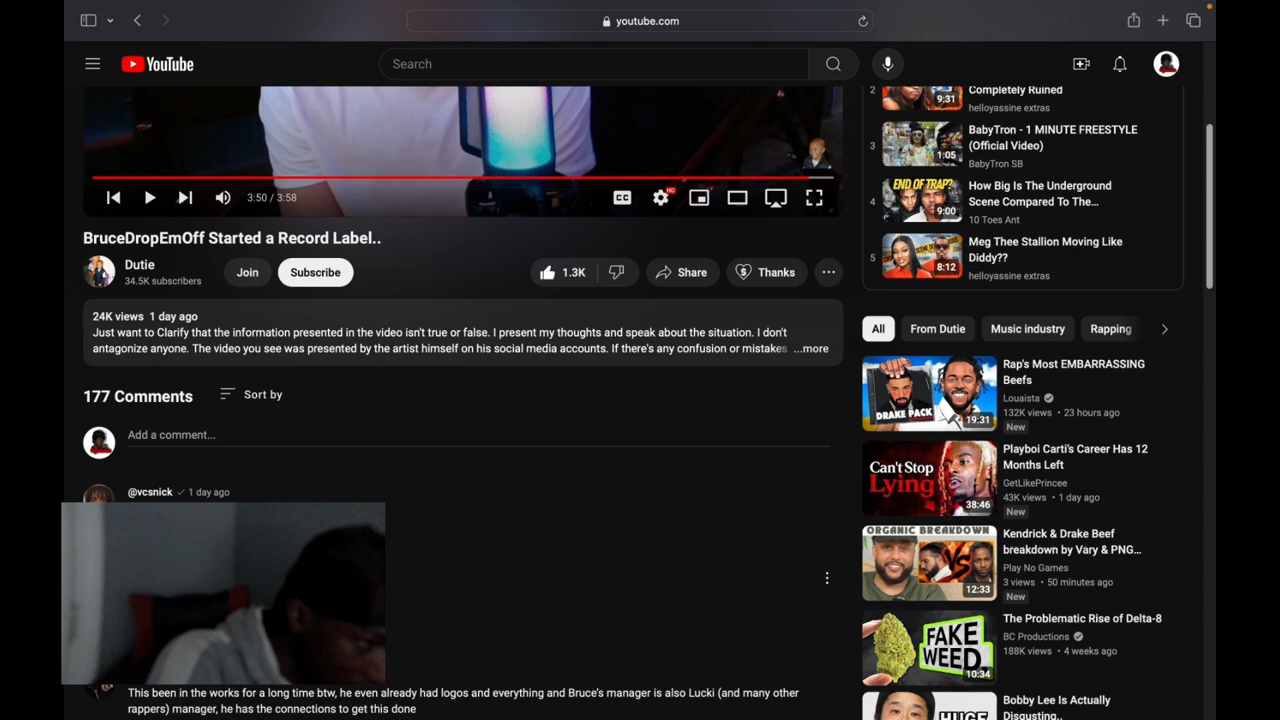 youtube.com
YouTube
Search
3:50 / 3:58
CC
HD
BruceDropEmOff Started a Record Label..
Dutie
34.5K subscribers
Join
Subscribe
1.3K
Share
Thanks
24K views 1 day ago
Just want to Clarify that the information presented in the video isn't true or false. I present my thoughts and speak about the situation. I don't
antagonize anyone. The video you see was presented by the artist himself on his social media accounts. If there's any confusion or mistakes ...more
177 Comments
Sort by
Add a comment...
@vcsnick
1 day ago
This been in the works for a long time btw, he even already had logos and everything and Bruce's manager is also Lucki (and many other
rappers) manager, he has the connections to get this done
2
9:31
Completely Ruined
helloyassine extras
3
1:05
BabyTron - 1 MINUTE FREESTYLE
(Official Video)
BabyTron SB
4
END OF TRAP?
9:00
How Big Is The Underground
Scene Compared To The...
10 Toes Ant
5
8:12
Meg Thee Stallion Moving Like
Diddy??
helloyassine extras
All
From Dutie
Music industry
Rapping
DRAKE PACK
19:31
Rap's Most EMBARRASSING
Beefs
Louaista
132K views • 23 hours ago
New
Can't Stop
Lying
38:46
Playboi Carti's Career Has 12
Months Left
GetLikePrincee
43K views • 1 day ago
New
ORGANIC BREAKDOWN
VS
12:33
Kendrick & Drake Beef
breakdown by Vary & PNG...
Play No Games
3 views • 50 minutes ago
New
FAKE
WEED.
10:34
The Problematic Rise of Delta-8
BC Productions
188K views • 4 weeks ago
HUGE
Bobby Lee Is Actually
Disgusting..